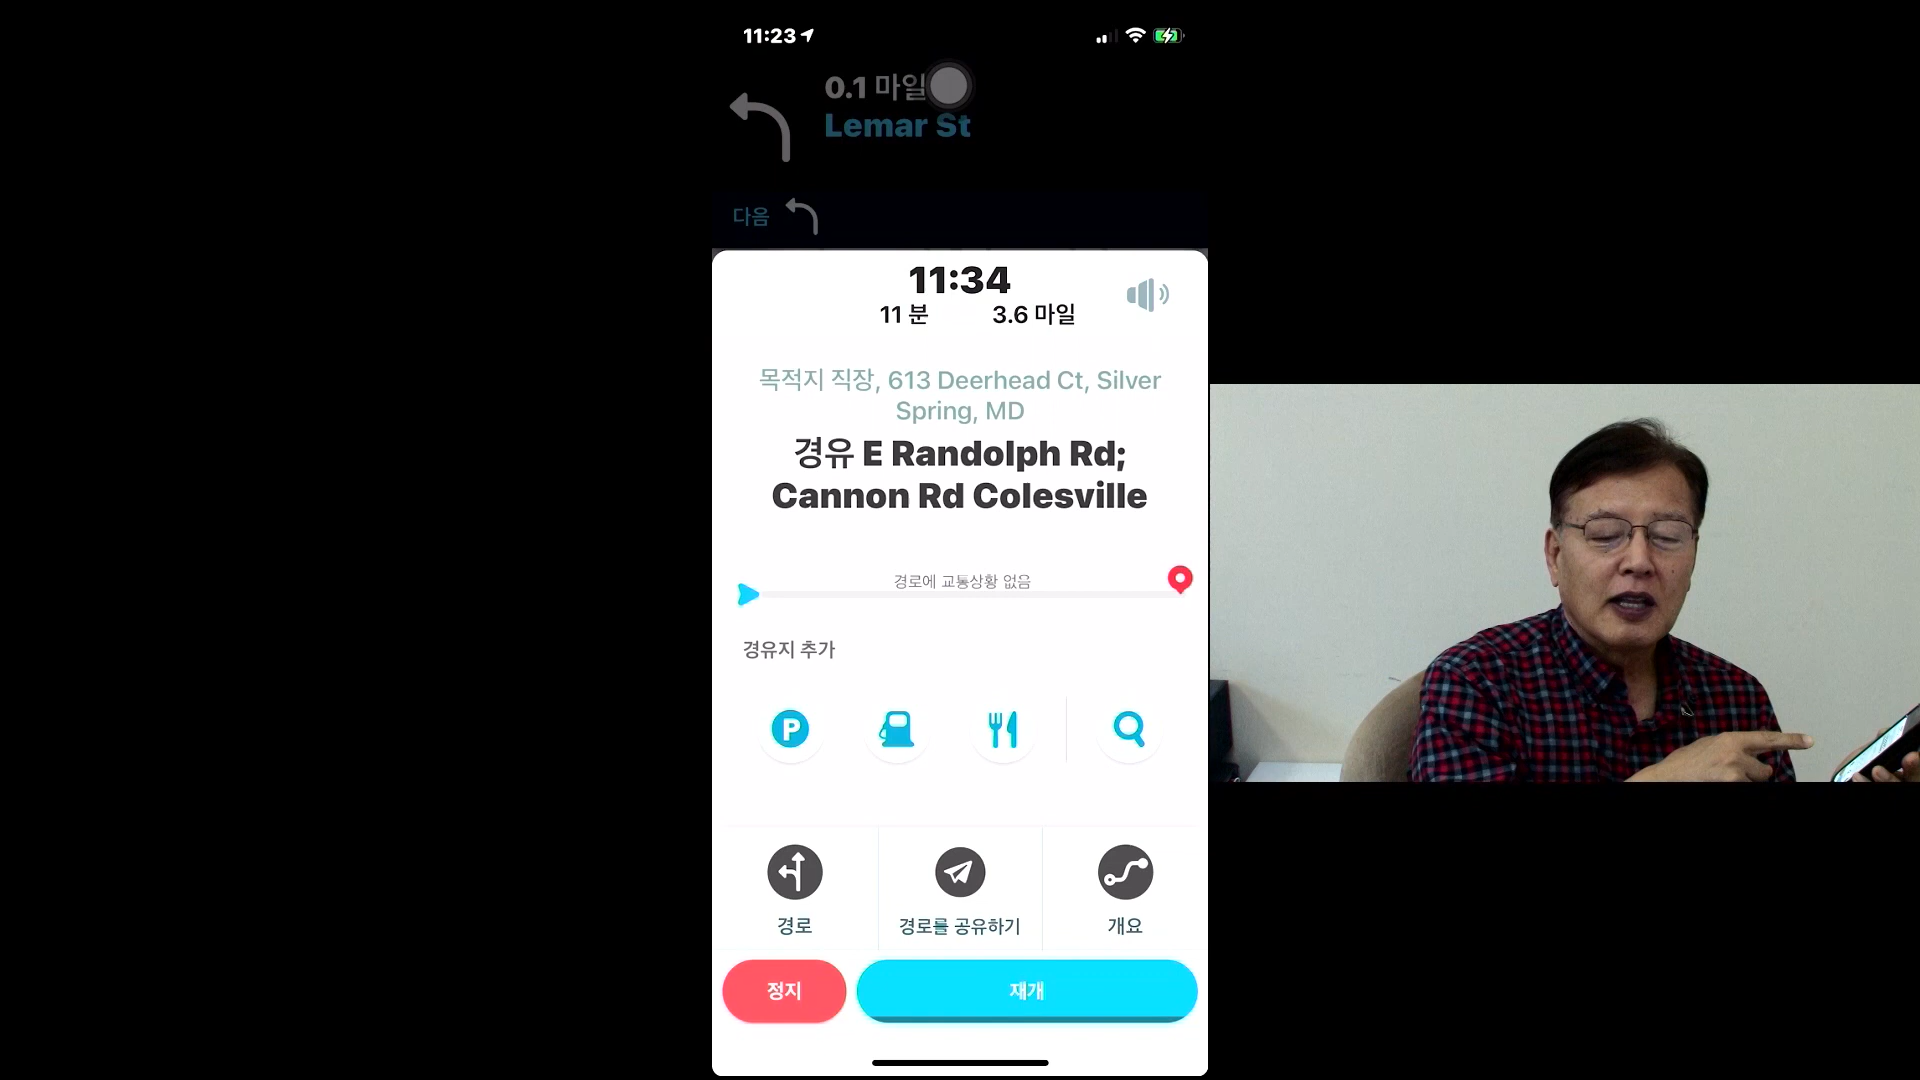 11:23
0.1 마일
Lemar St
다음
11:34
11 분 3.6 마일
목적지 직장, 613 Deerhead Ct, Silver
Spring, MD
경유 E Randolph Rd;
Cannon Rd Colesville
경로에 교통상황 없음
경유지 추가
P
경로 경로를 공유하기 개요
정지 재개